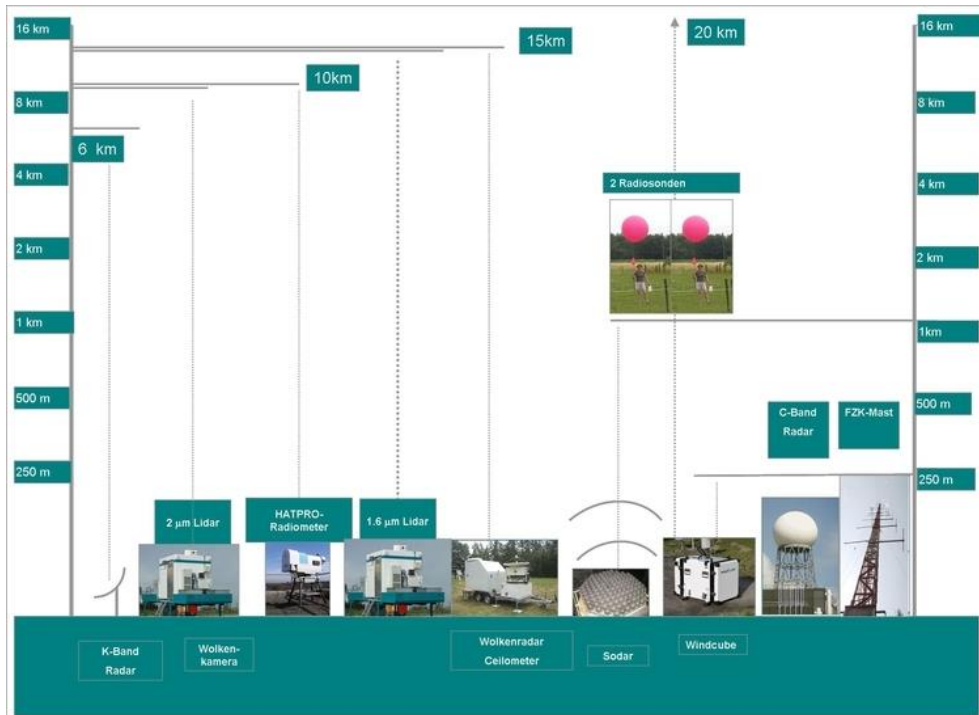 16 km
8 km
6 km
4 km
2 km
1 km
500 m
250 m
10km
15km
20 km
2 Radiosonden
16 km
8 km
4 km
2 km
1km
500 m
250 m
C-Band
Radar
FZK-Mast
2 µm Lidar
HATPRO-
Radiometer
1.6 µm Lidar
K-Band
Radar
Wolken-
kamera
Wolkenradar
Ceilometer
Sodar
Windcube